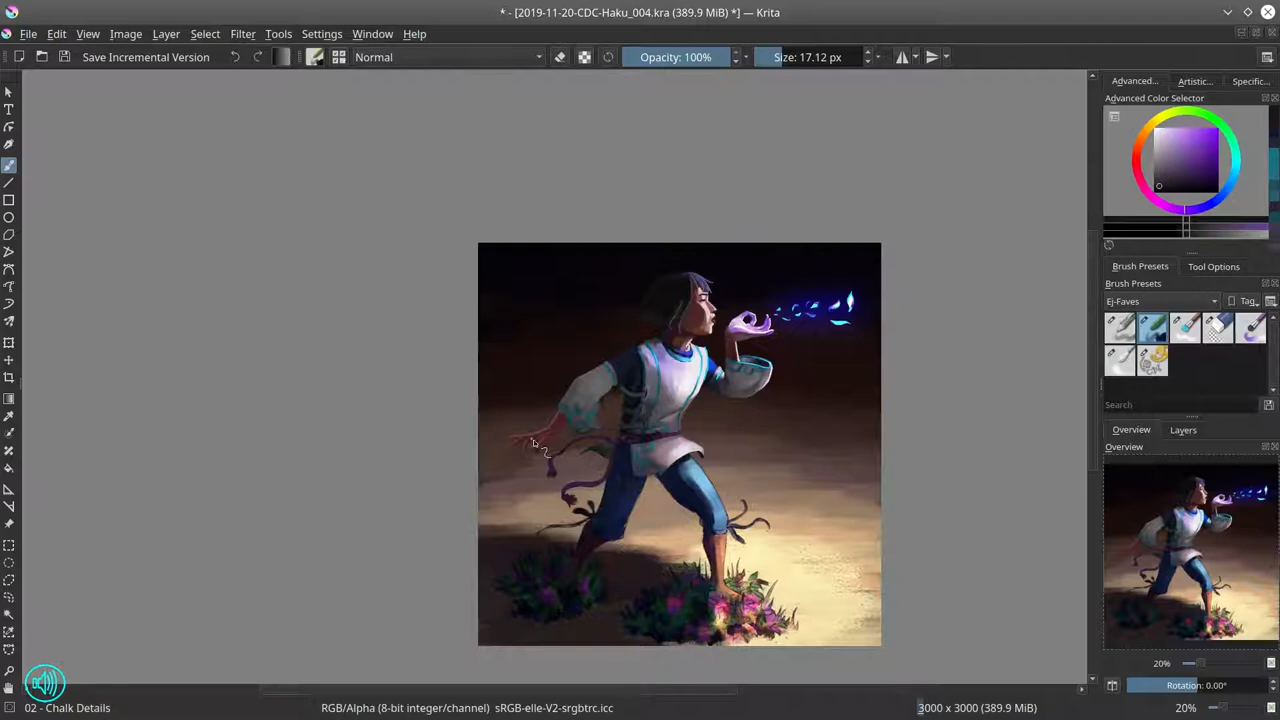 * - [2019-11-20-CDC-Haku_004.kra (389.9 MiB) *] — Krita
File Edit View Image Layer Select Filter Tools Settings Window Help
Save Incremental Version Normal Opacity: 100% Size: 17.12 px
Advanced... Artistic... Specific...
Advanced Color Selector
Brush Presets Tool Options
Brush Presets
Ej-Faves Tag
Search
Overview Layers
Overview
20%
Rotation: 0.00°
02 - Chalk Details RGB/Alpha (8-bit integer/channel) sRGB-elle-V2-srgbtrc.icc 3000 x 3000 (389.9 MiB) 20%